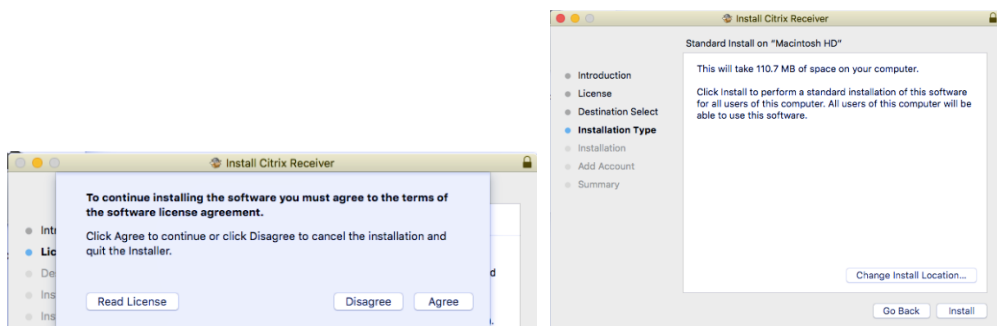 Install Citrix Receiver
To continue installing the software you must agree to the terms of
the software license agreement.
Click Agree to continue or click Disagree to cancel the installation and
quit the Installer.
Int
Lic
De
Ins
Ins
d
Read License
Disagree
Agree
Install Citrix Receiver
Standard Install on "Macintosh HD"
Introduction
License
Destination Select
Installation Type
Installation
Add Account
Summary
This will take 110.7 MB of space on your computer.
Click Install to perform a standard installation of this software
for all users of this computer. All users of this computer will be
able to use this software.
Change Install Location...
Go Back
Install